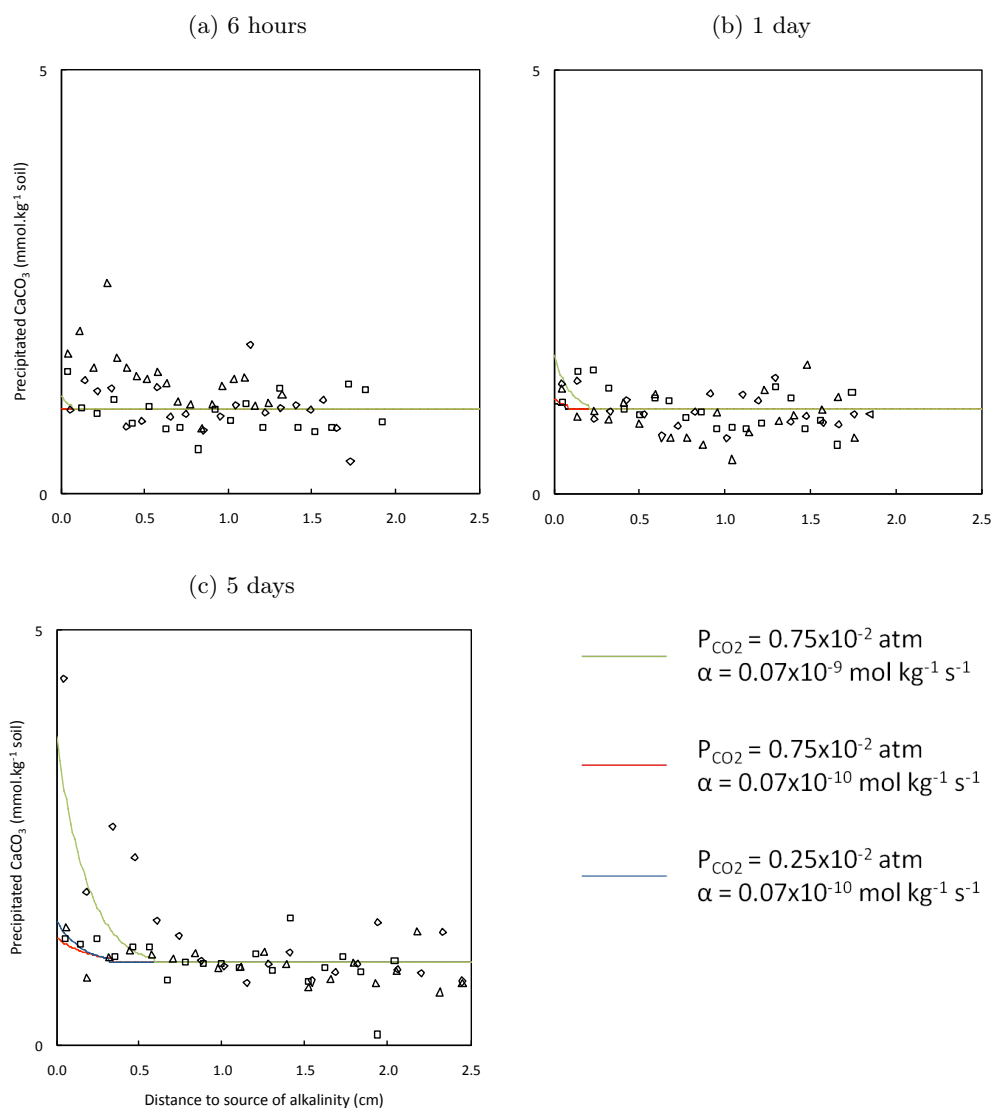 (a) 6 hours
(b) 1 day
5
5
Precipitated CaCO₃ (mmol.kg⁻¹ soil)
0
0
0.0 0.5 1.0 1.5 2.0 2.5
0.0 0.5 1.0 1.5 2.0 2.5
(c) 5 days
5
Precipitated CaCO₃ (mmol.kg⁻¹ soil)
0
0.0 0.5 1.0 1.5 2.0 2.5
Distance to source of alkalinity (cm)
P_CO2 = 0.75x10⁻² atm
α = 0.07x10⁻⁹ mol kg⁻¹ s⁻¹
P_CO2 = 0.75x10⁻² atm
α = 0.07x10⁻¹⁰ mol kg⁻¹ s⁻¹
P_CO2 = 0.25x10⁻² atm
α = 0.07x10⁻¹⁰ mol kg⁻¹ s⁻¹